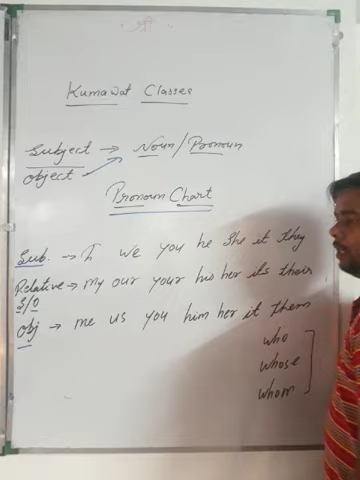 श्री
Kumawat Classes
Subject → Noun/Pronoun
object
Pronoun Chart
Sub. → I we you he she it they
Relative → my our your his her its their
S/O
Obj → me us you him her it them
who
whose
whom